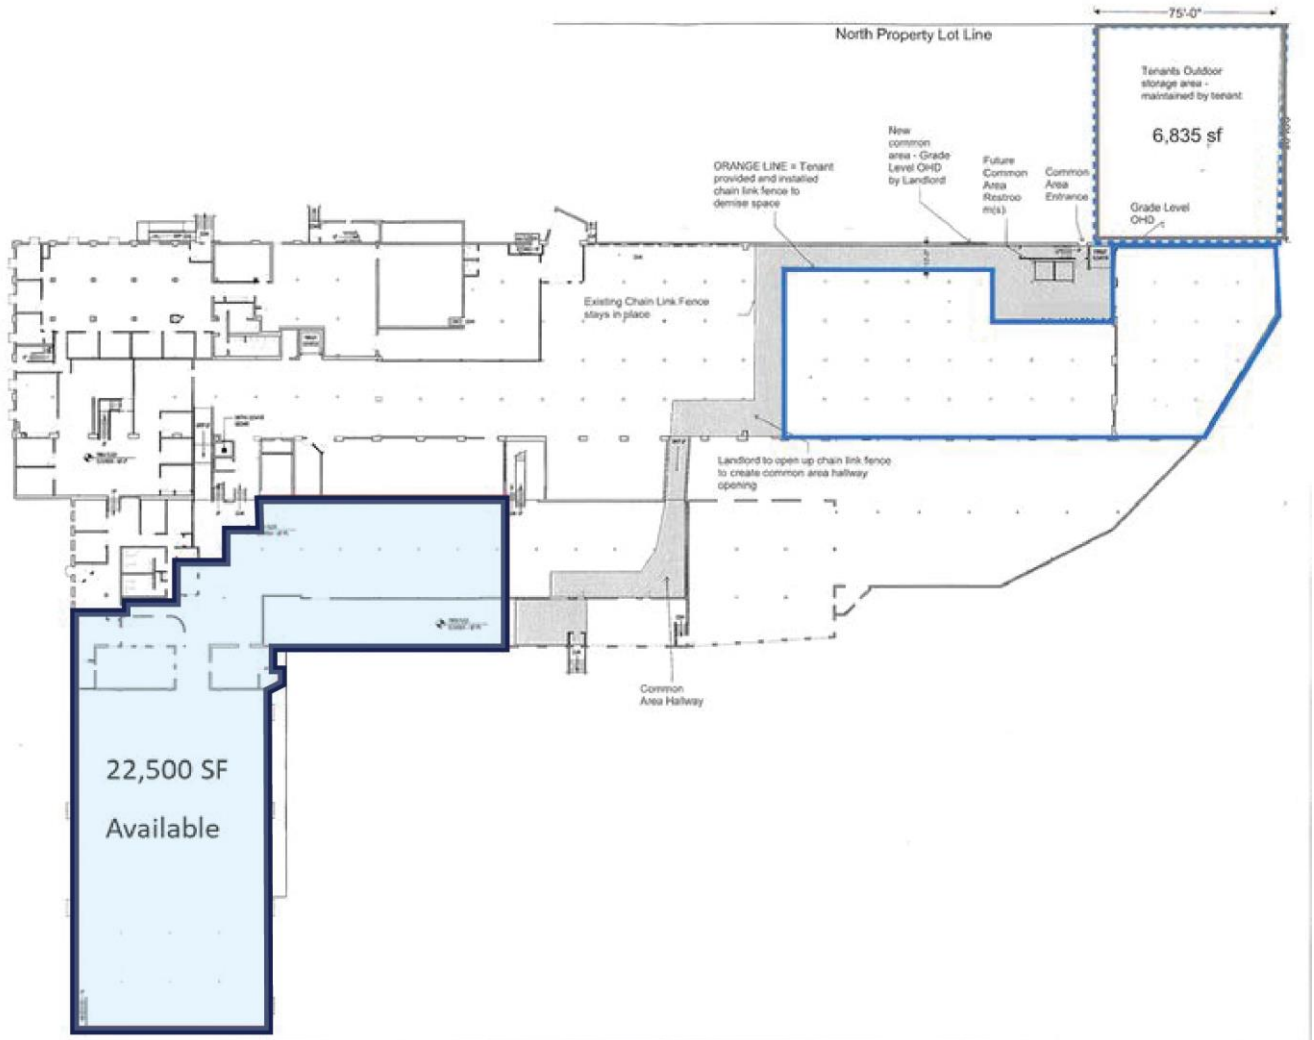 75'-0"
North Property Lot Line
Tenants Outdoor
storage area -
maintained by tenant
6,835 sf
New
common
area - Grade
Level OHD
by Landlord
ORANGE LINE = Tenant
provided and installed
chain link fence to
demise space
Future
Common
Area
Restroo
m(s)
Common
Area
Entrance
Grade Level
OHD
Existing Chain Link Fence
stays in place
Landlord to open up chain link fence
to create common area hallway
opening
Common
Area Hallway
22,500 SF
Available